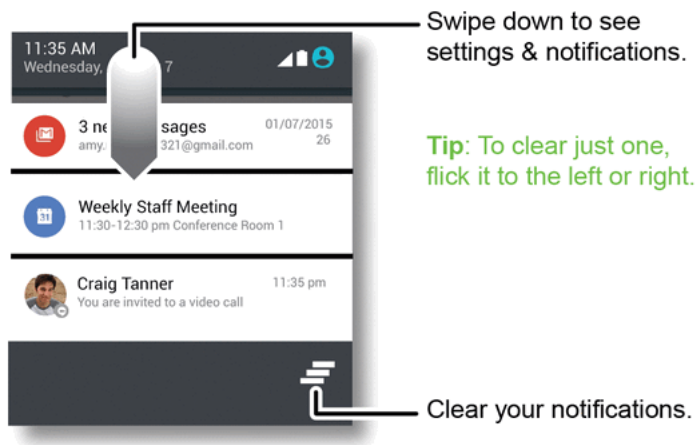 Swipe down to see
settings & notifications.
11:35 AM
Wednesday, 7
3 ne sages 01/07/2015
amy. 321@gmail.com 26
Tip: To clear just one,
flick it to the left or right.
31
Weekly Staff Meeting
11:30-12:30 pm Conference Room 1
Craig Tanner 11:35 pm
You are invited to a video call
Clear your notifications.